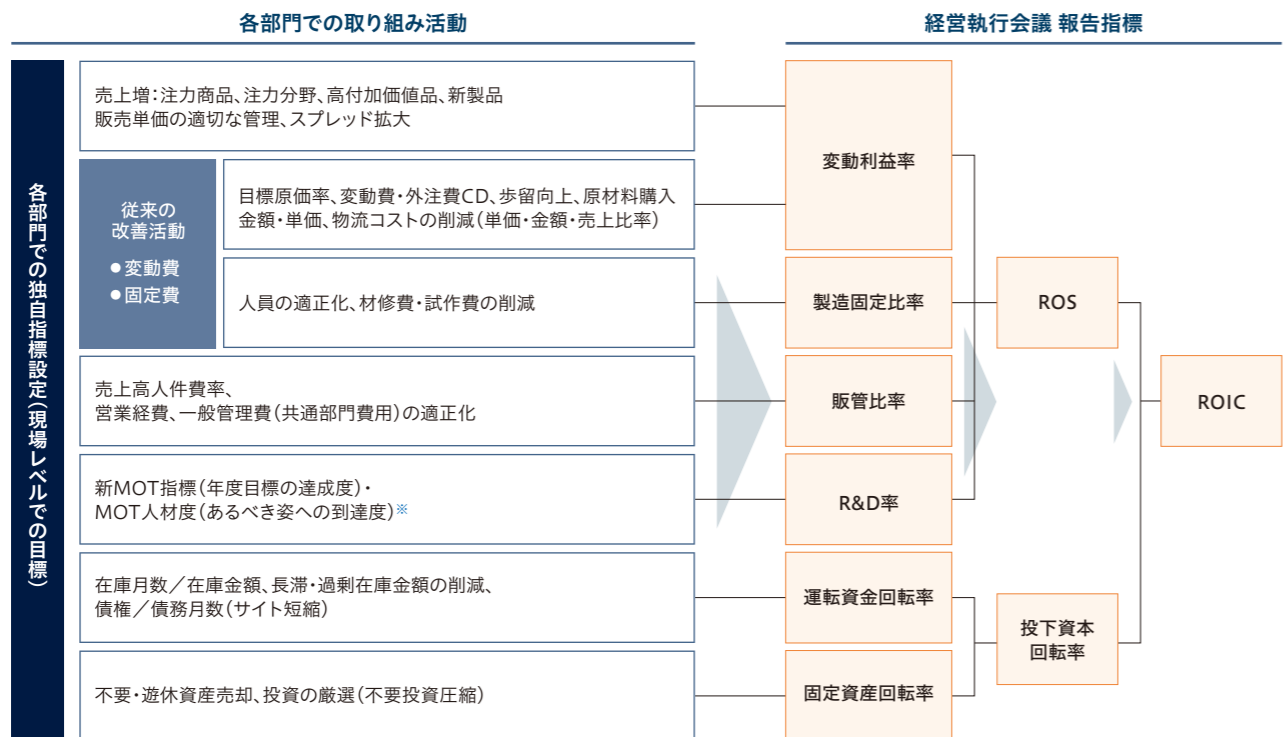 各部門での取り組み活動
経営執行会議 報告指標
各部門での独自指標設定（現場レベルでの目標）
売上増：注力商品、注力分野、高付加価値品、新製品
販売単価の適切な管理、スプレッド拡大
従来の
改善活動
●変動費
●固定費
目標原価率、変動費・外注費CD、歩留向上、原材料購入
金額・単価、物流コストの削減（単価・金額・売上比率）
人員の適正化、材修費・試作費の削減
売上高人件費率、
営業経費、一般管理費（共通部門費用）の適正化
新MOT指標（年度目標の達成度）・
MOT人材度（あるべき姿への到達度）※
在庫月数／在庫金額、長滞・過剰在庫金額の削減、
債権／債務月数（サイト短縮）
不要・遊休資産売却、投資の厳選（不要投資圧縮）
変動利益率
製造固定比率
販管比率
R&D率
運転資金回転率
固定資産回転率
ROS
投下資本
回転率
ROIC